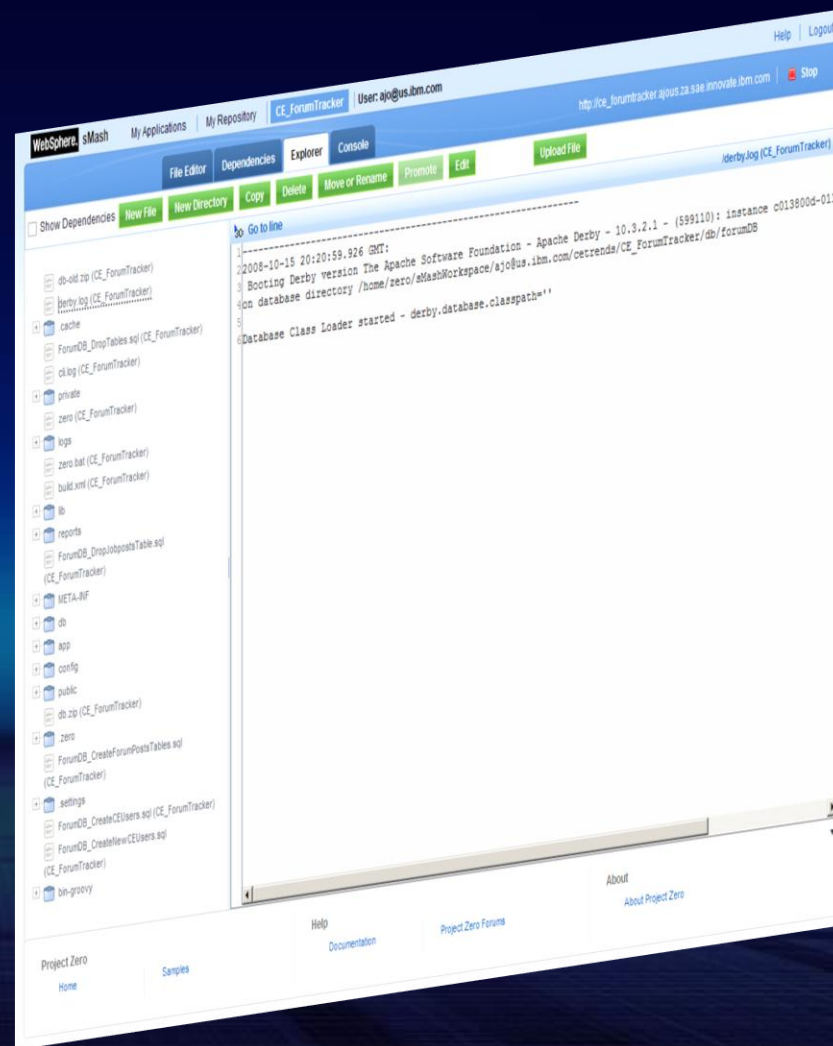 Help | Logout
WebSphere. sMash My Applications | My Repository | CE_ForumTracker | User: ajo@us.ibm.com
http://ce_forumtracker.ajous.za.sae.innovate.ibm.com | Stop
File Editor Dependencies Explorer Console
Show Dependencies New File New Directory Copy Delete Move or Rename Promote Edit Upload File
/derby.log (CE_ForumTracker)
Go to line
db-old.zip (CE_ForumTracker)
derby.log (CE_ForumTracker)
.cache
ForumDB_DropTables.sql (CE_ForumTracker)
cli.log (CE_ForumTracker)
private
zero (CE_ForumTracker)
logs
zero.bat (CE_ForumTracker)
build.xml (CE_ForumTracker)
lib
reports
ForumDB_DropJobpostsTable.sql
(CE_ForumTracker)
META-INF
db
app
config
public
db.zip (CE_ForumTracker)
.zero
ForumDB_CreateForumPostsTables.sql
(CE_ForumTracker)
.settings
ForumDB_CreateCEUsers.sql (CE_ForumTracker)
ForumDB_CreateNewCEUsers.sql
(CE_ForumTracker)
bin-groovy
1----------------------------------------------------------------
2 2008-10-15 20:20:59.926 GMT:
3 Booting Derby version The Apache Software Foundation - Apache Derby - 10.3.2.1 - (599110): instance c013800d-011
4 on database directory /home/zero/sMashWorkspace/ajo@us.ibm.com/cetrends/CE_ForumTracker/db/forumDB
5
6 Database Class Loader started - derby.database.classpath=''
Project Zero
Home Samples
Help
Documentation Project Zero Forums
About
About Project Zero